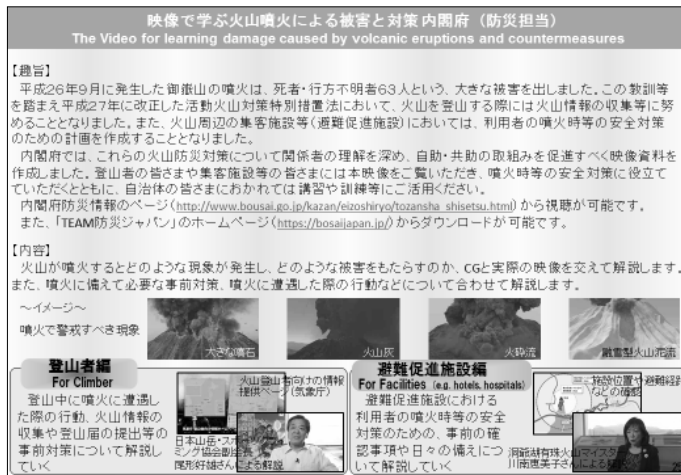 映像で学ぶ火山噴火による被害と対策 内閣府（防災担当）
The Video for learning damage caused by volcanic eruptions and countermeasures
【趣旨】
平成26年9月に発生した御嶽山の噴火は、死者・行方不明者63人という、大きな被害を出しました。この教訓等
を踏まえ平成27年に改正した活動火山対策特別措置法において、火山を登山する際には火山情報の収集等に努
めることとなりました。また、火山周辺の集客施設等（避難促進施設）においては、利用者の噴火時等の安全対策
のための計画を作成することとなりました。
内閣府では、これらの火山防災対策について関係者の理解を深め、自助・共助の取組みを促進すべく映像資料を
作成しました。登山者の皆さまや集客施設等の皆さまには本映像をご覧いただき、噴火時等の安全対策に役立て
ていただくとともに、自治体の皆さまにおかれては講習や訓練等にご活用ください。
内閣府防災情報のページ（http://www.bousai.go.jp/kazan/eizoshiryo/tozansha_shisetsu.html）から視聴が可能です。
また、「TEAM防災ジャパン」のホームページ（https://bosaijapan.jp/）からダウンロードが可能です。
【内容】
火山が噴火するとどのような現象が発生し、どのような被害をもたらすのか、CGと実際の映像を交えて解説します。
また、噴火に備えて必要な事前対策、噴火に遭遇した際の行動などについて合わせて解説します。
～イメージ～
噴火で警戒すべき現象
大きな噴石
火山灰
火砕流
融雪型火山泥流
登山者編
For Climber
登山中に噴火に遭遇し
た際の行動、火山情報の
収集や登山届の提出等の
事前対策について解説し
ていく
火山登山者向けの情報
提供ページ（気象庁）
日本山岳・スポ
ミング協会副会長
尾形好雄さんによる解説
避難促進施設編
For Facilities (e.g. hotels, hospitals)
避難促進施設における
利用者の噴火時等の安全
対策のための、事前の確
認事項や日々の備えにつ
いて解説していく
施設位置や避難経路
などの確認
洞爺湖有珠火山マイスター
川南恵美子さんによる解説